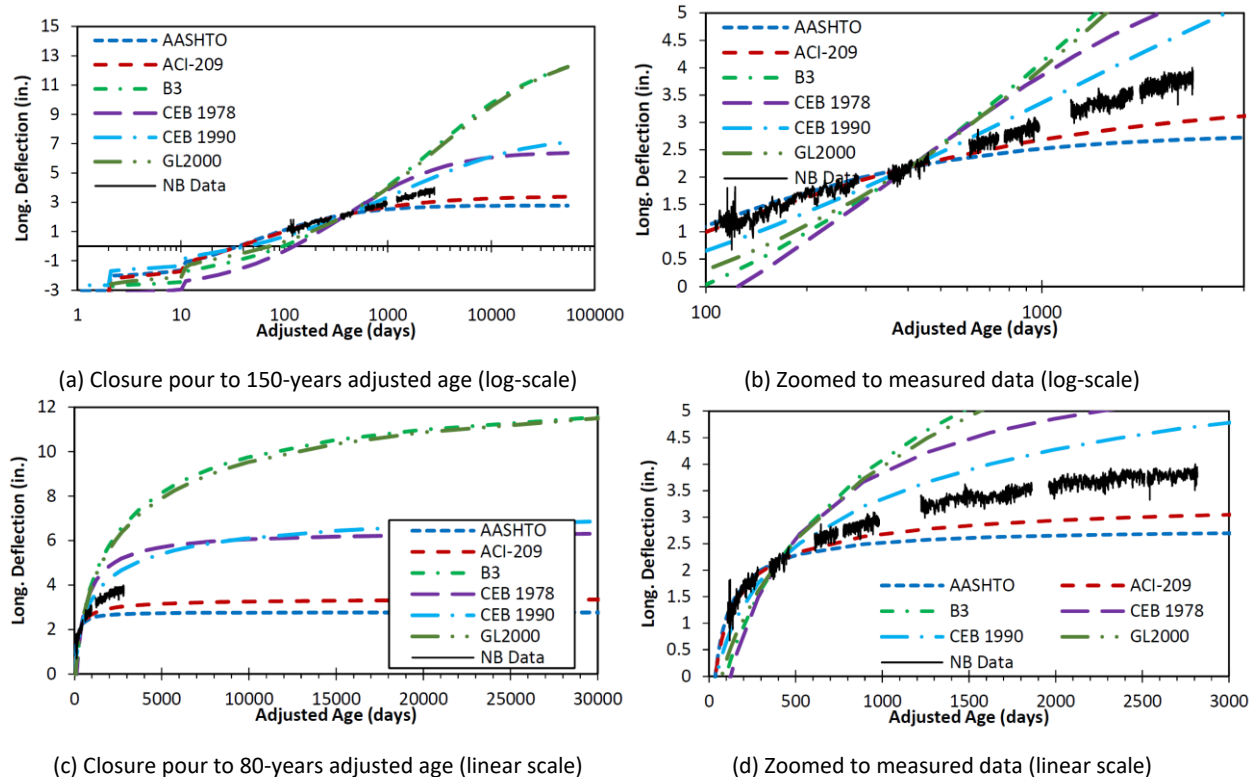 15
13
11
9
7
5
3
1
-1
-3
Long. Deflection (in.)
AASHTO
ACI-209
B3
CEB 1978
CEB 1990
GL2000
NB Data
1 10 100 1000 10000 100000
Adjusted Age (days)
(a) Closure pour to 150-years adjusted age (log-scale)
5
4.5
4
3.5
3
2.5
2
1.5
1
0.5
0
Long. Deflection (in.)
AASHTO
ACI-209
B3
CEB 1978
CEB 1990
GL2000
NB Data
100 1000
Adjusted Age (days)
(b) Zoomed to measured data (log-scale)
12
10
8
6
4
2
0
Long. Deflection (in.)
AASHTO
ACI-209
B3
CEB 1978
CEB 1990
GL2000
NB Data
0 5000 10000 15000 20000 25000 30000
Adjusted Age (days)
(c) Closure pour to 80-years adjusted age (linear scale)
5
4.5
4
3.5
3
2.5
2
1.5
1
0.5
0
Long. Deflection (in.)
AASHTO ACI-209
B3 CEB 1978
CEB 1990 GL2000
NB Data
0 500 1000 1500 2000 2500 3000
Adjusted Age (days)
(d) Zoomed to measured data (linear scale)